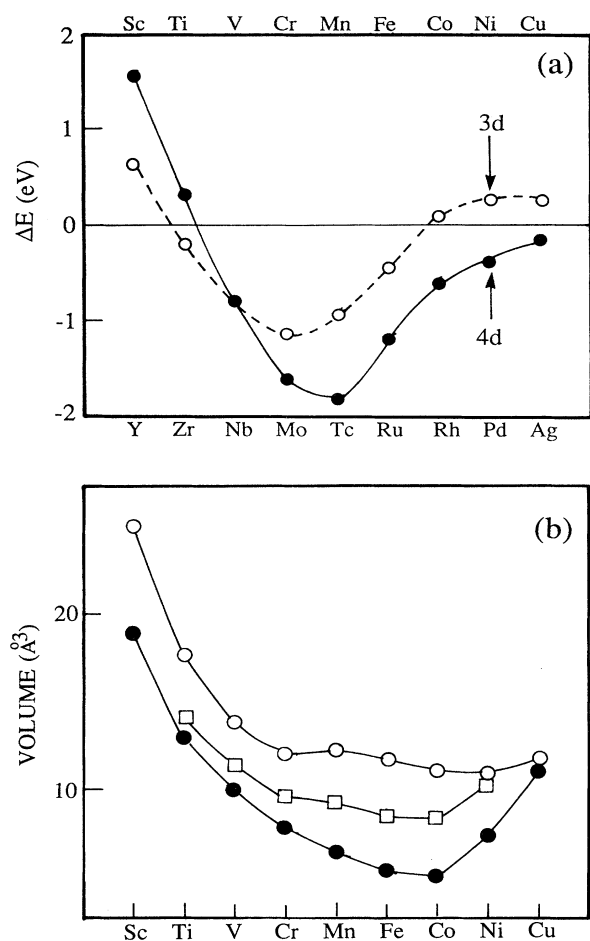 Sc Ti V Cr Mn Fe Co Ni Cu
2
(a)
1
3d
ΔE (eV)
0
-1
4d
-2
Y Zr Nb Mo Tc Ru Rh Pd Ag
(b)
20
VOLUME (Å³)
10
Sc Ti V Cr Mn Fe Co Ni Cu